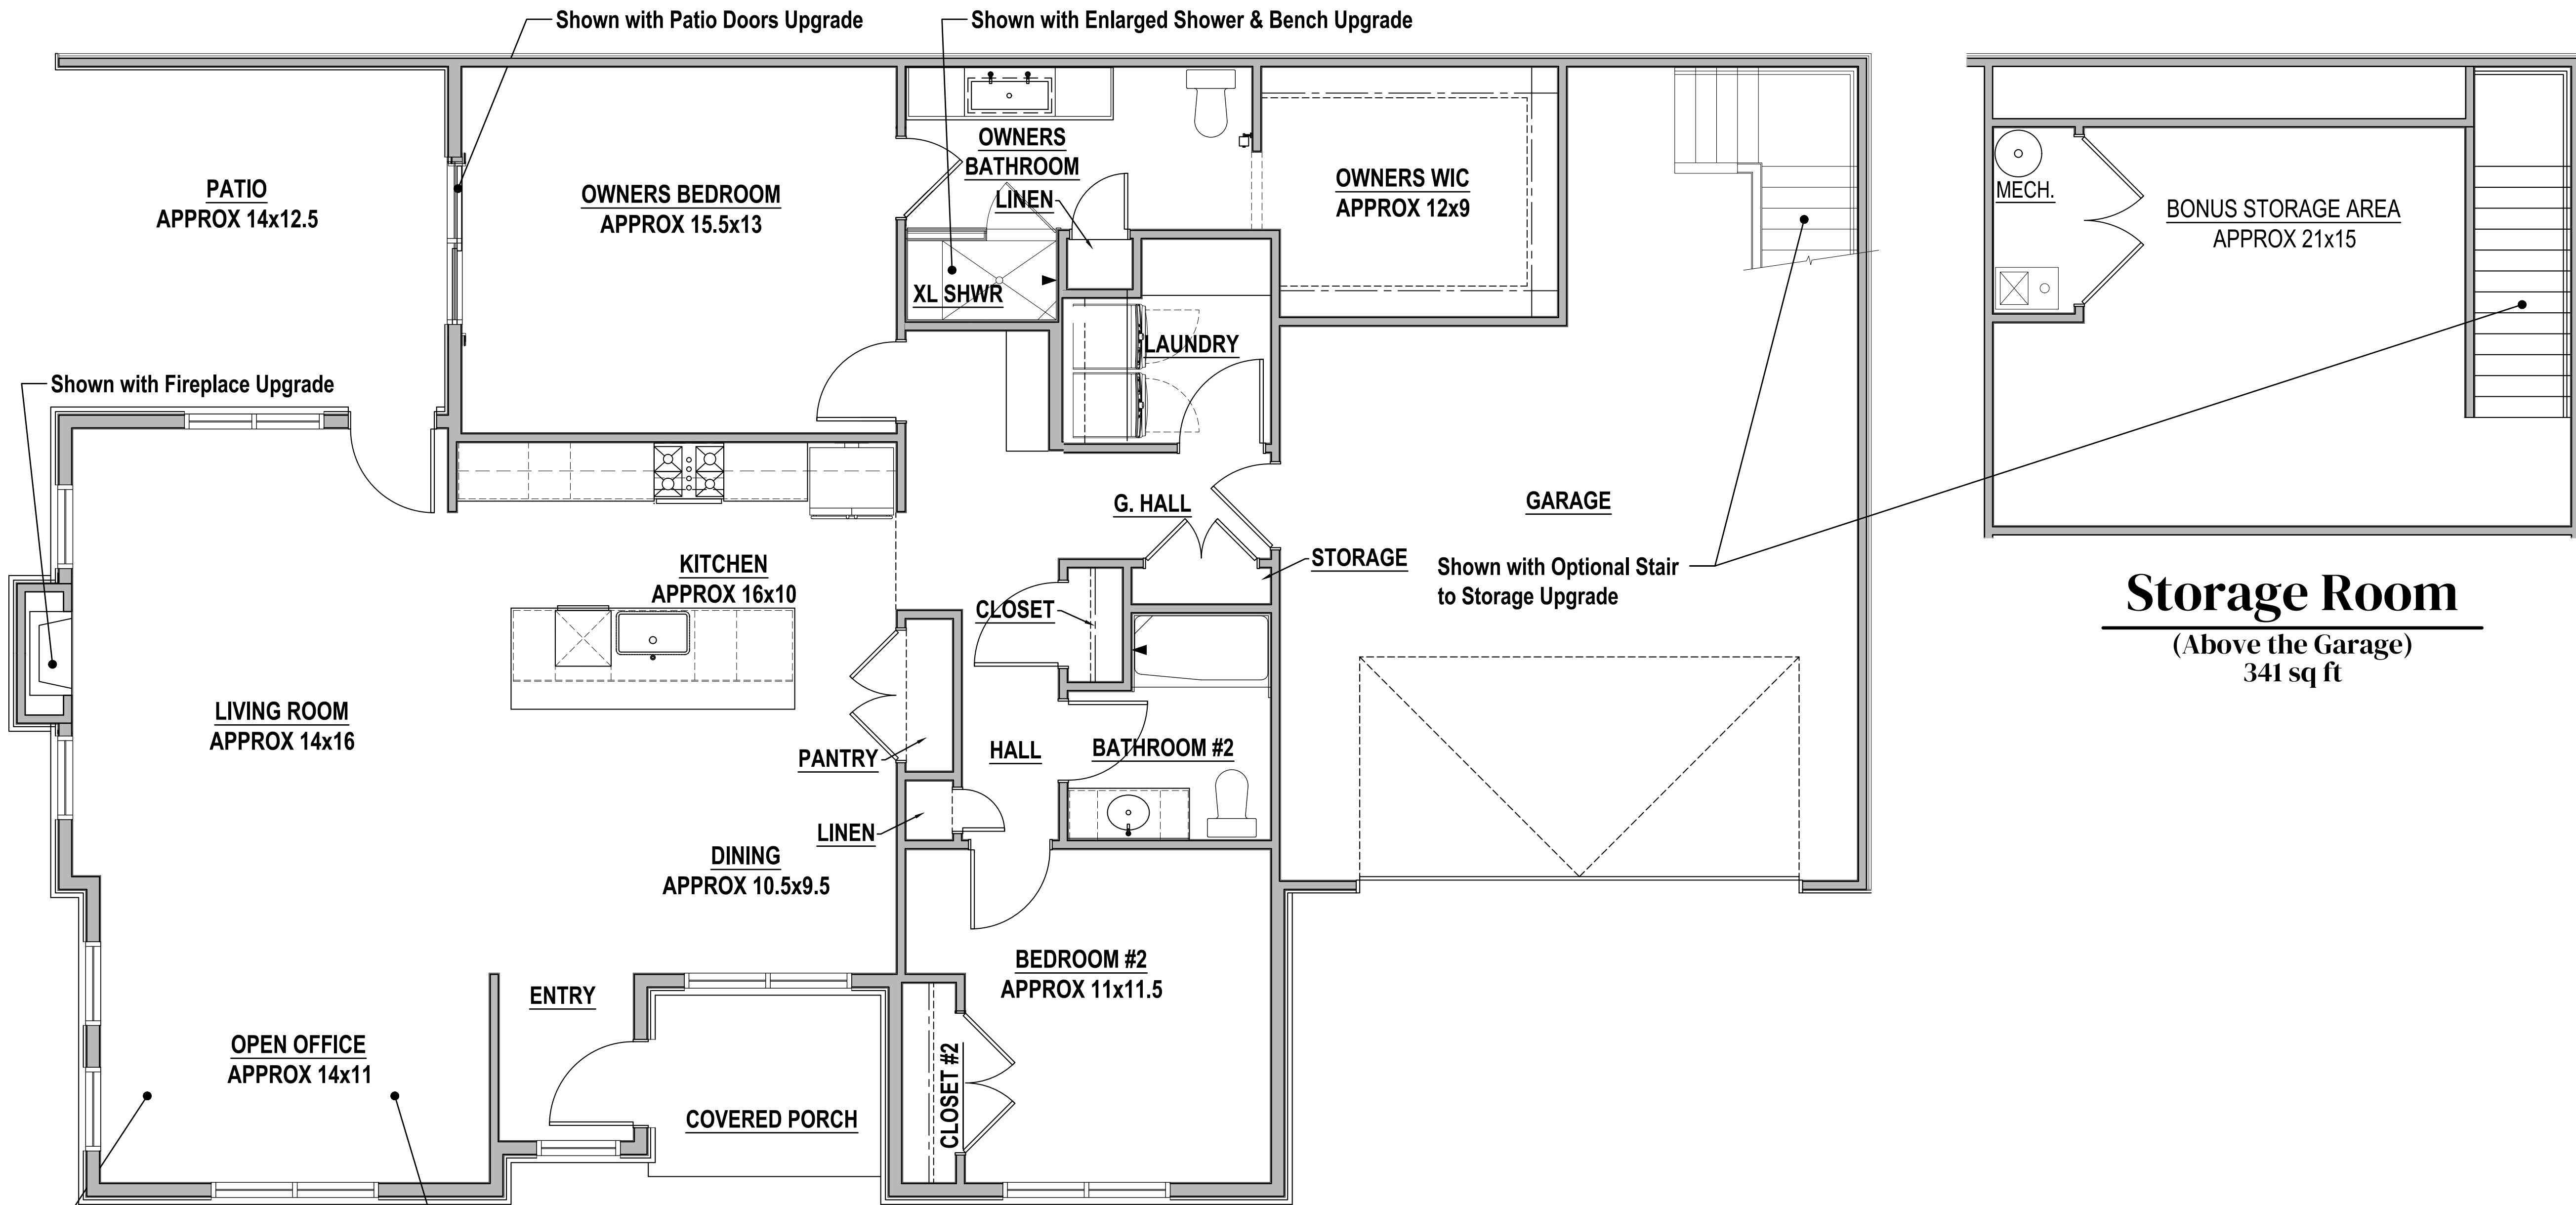 Shown with Patio Doors Upgrade
Shown with Enlarged Shower & Bench Upgrade
PATIO
APPROX 14x12.5
OWNERS BEDROOM
APPROX 15.5x13
OWNERS
BATHROOM
LINEN
XL SHWR
OWNERS WIC
APPROX 12x9
LAUNDRY
MECH.
BONUS STORAGE AREA
APPROX 21x15
Shown with Fireplace Upgrade
G. HALL
GARAGE
STORAGE
Shown with Optional Stair
to Storage Upgrade
KITCHEN
APPROX 16x10
CLOSET
Storage Room
(Above the Garage)
341 sq ft
LIVING ROOM
APPROX 14x16
PANTRY
HALL
BATHROOM #2
LINEN
DINING
APPROX 10.5x9.5
BEDROOM #2
APPROX 11x11.5
ENTRY
OPEN OFFICE
APPROX 14x11
COVERED PORCH
CLOSET #2